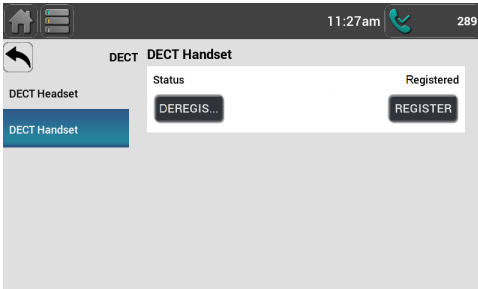 11:27am 289
DECT DECT Handset
Status Registered
DECT Headset
DEREGIS... REGISTER
DECT Handset